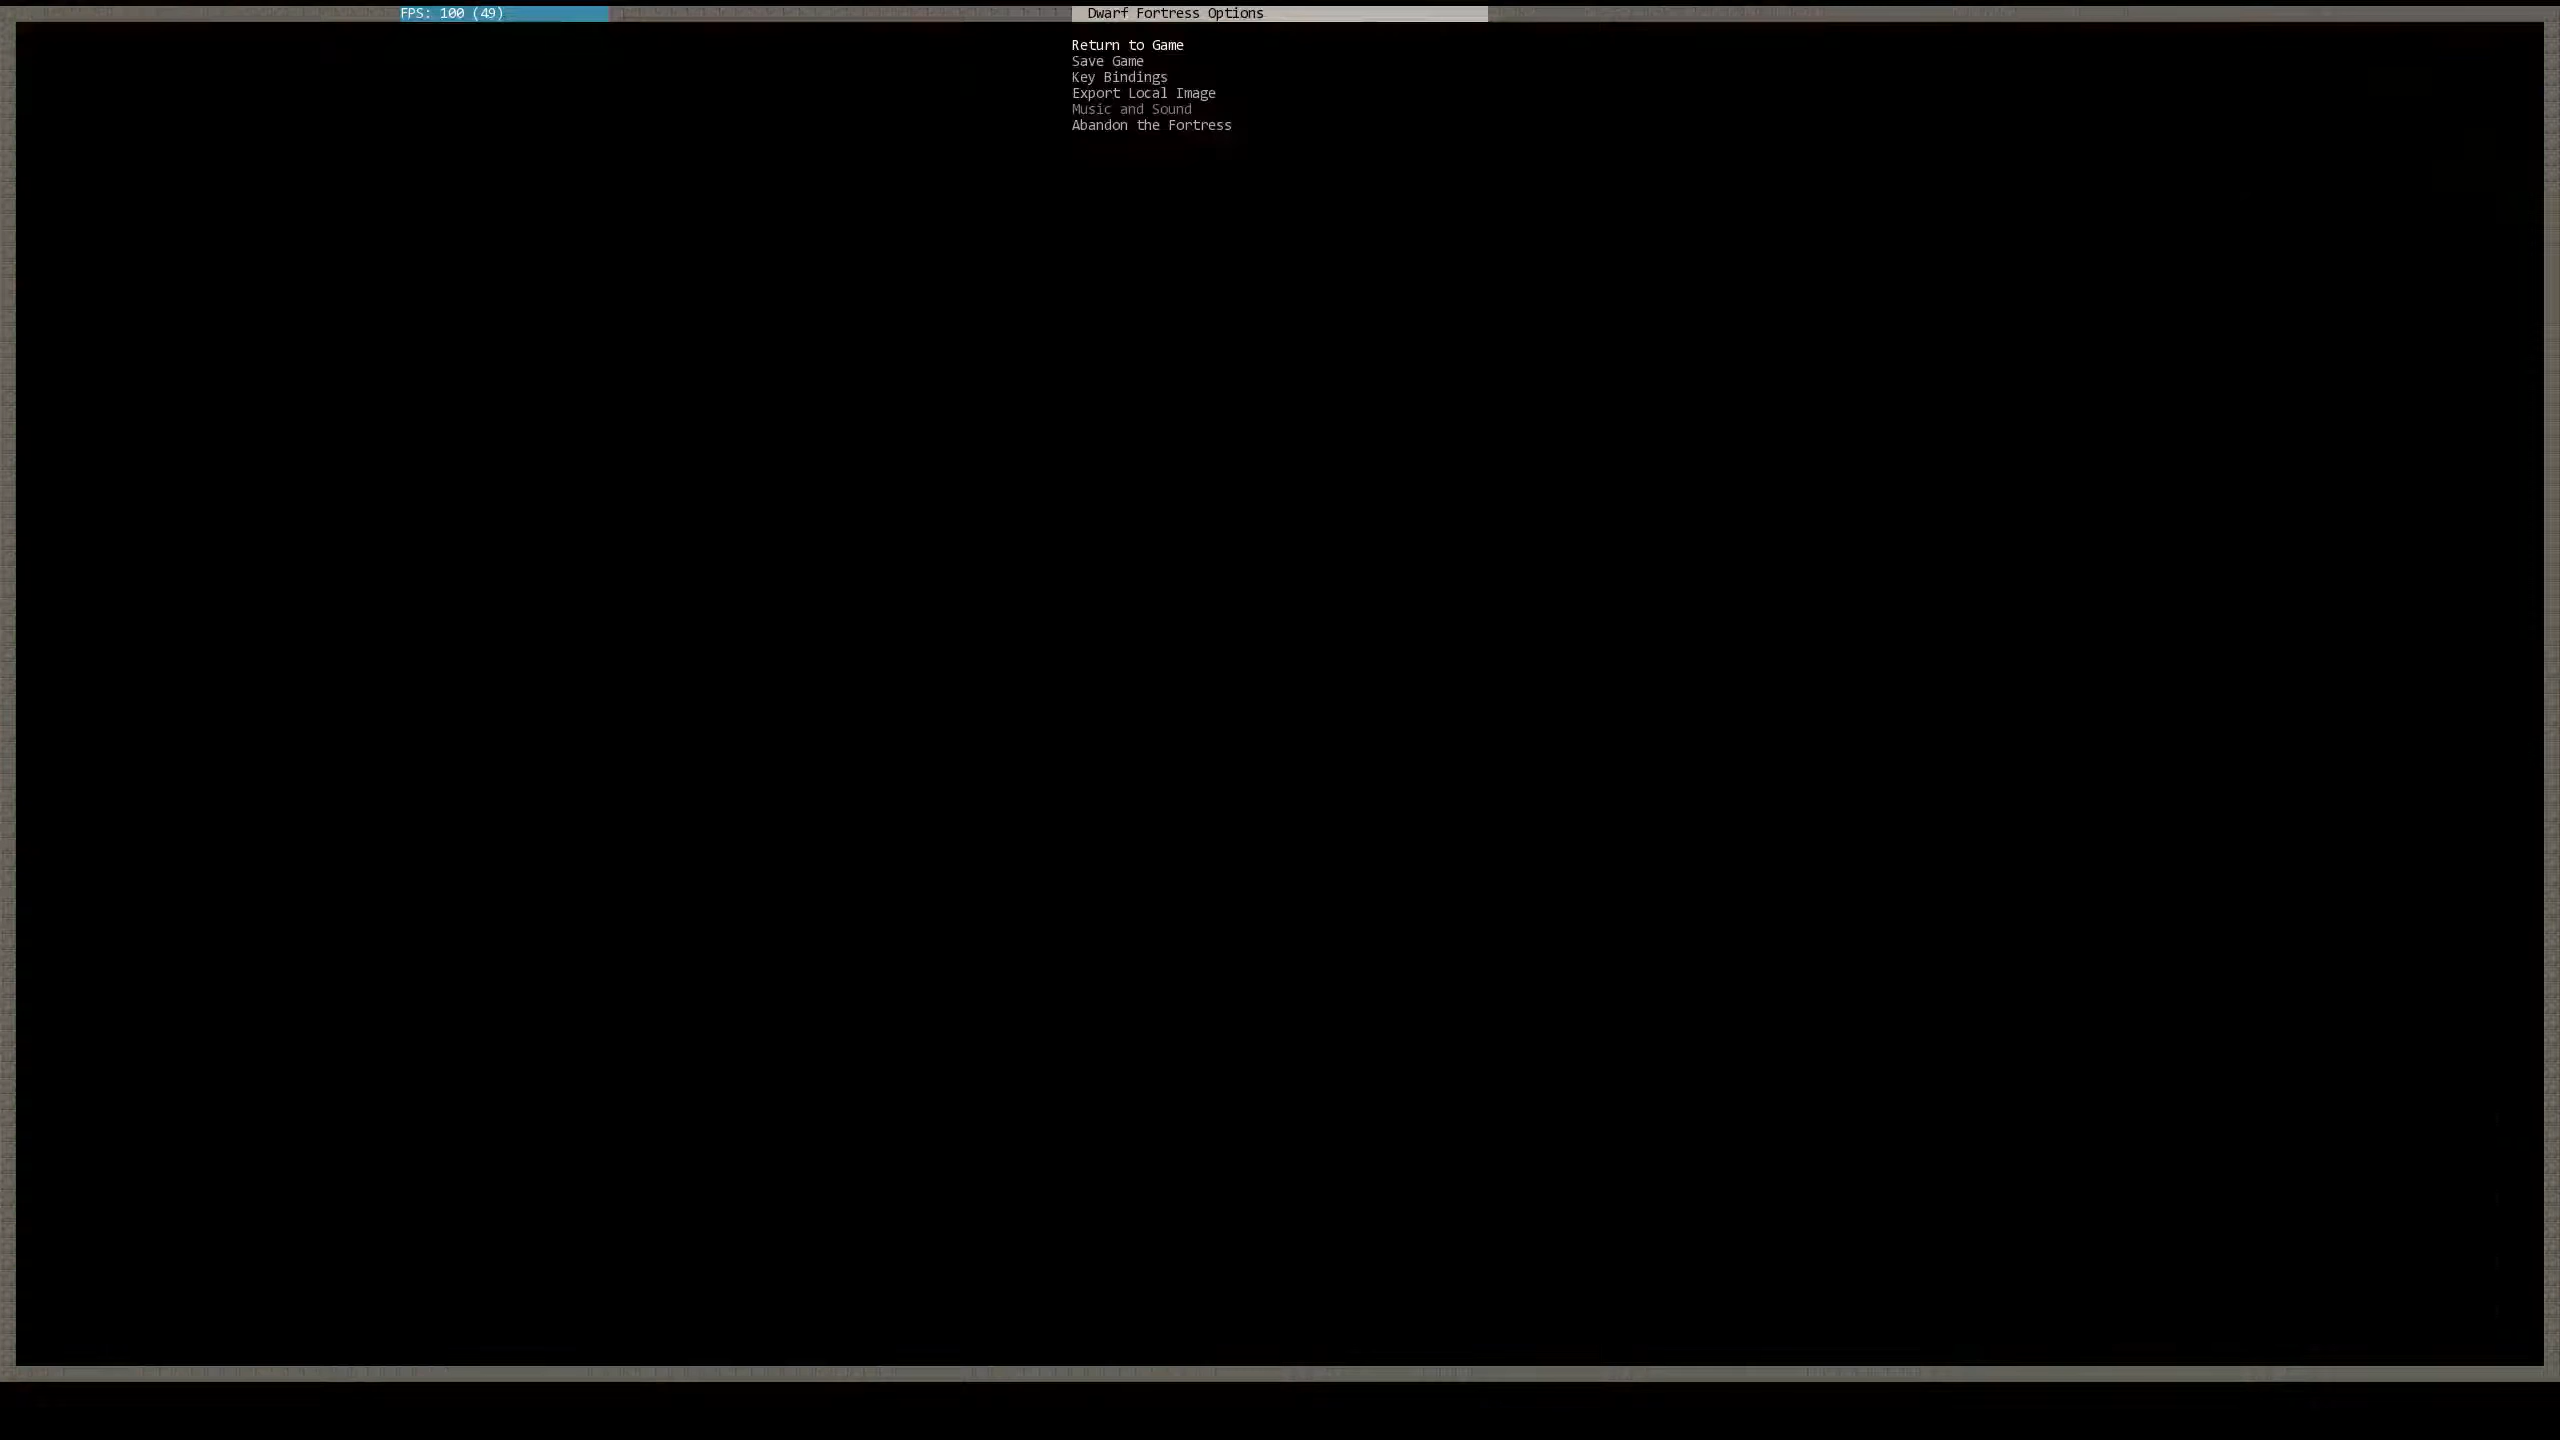 FPS: 100 (49)
Dwarf Fortress Options
Return to Game
Save Game
Key Bindings
Export Local Image
Music and Sound
Abandon the Fortress